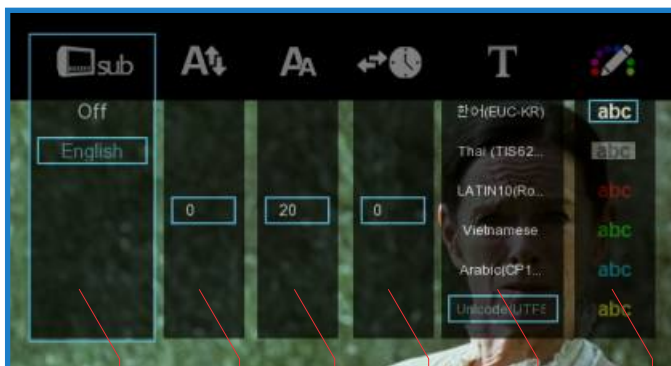 sub
Off
English
0
20
0
한어(EUC-KR)
Thai (TIS62...
LATIN10(Ro...
Vietnamese
Arabic(CP1...
Unicode(UTF8
abc
abc
abc
abc
abc
abc